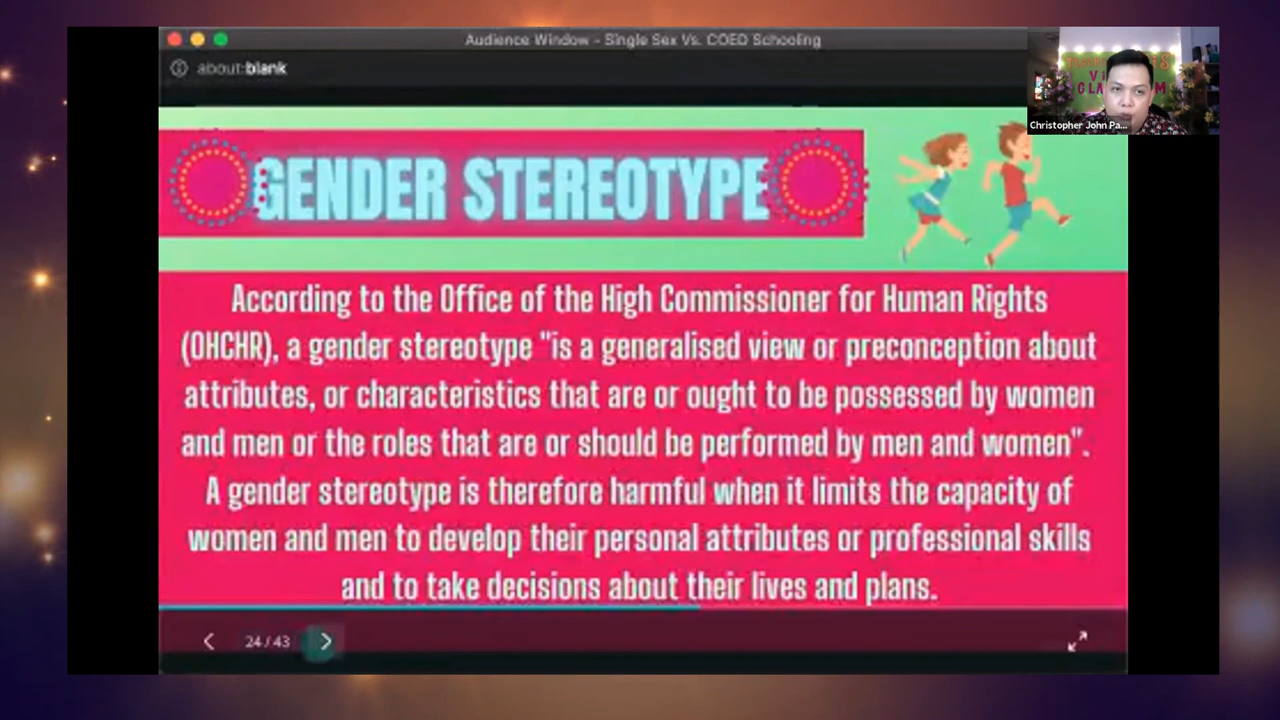 Audience Window - Single Sex Vs. COED Schooling
about:blank
GENDER STEREOTYPE
According to the Office of the High Commissioner for Human Rights
(OHCHR), a gender stereotype "is a generalised view or preconception about
attributes, or characteristics that are or ought to be possessed by women
and men or the roles that are or should be performed by men and women".
A gender stereotype is therefore harmful when it limits the capacity of
women and men to develop their personal attributes or professional skills
and to take decisions about their lives and plans.
24 / 43
Christopher John Pa...